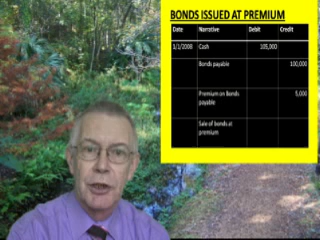 BONDS ISSUED AT PREMIUM
Date Narrative Debit Credit
1/1/2008 Cash 105,000
Bonds payable 100,000
Premium on Bonds 5,000
payable
Sale of bonds at
premium